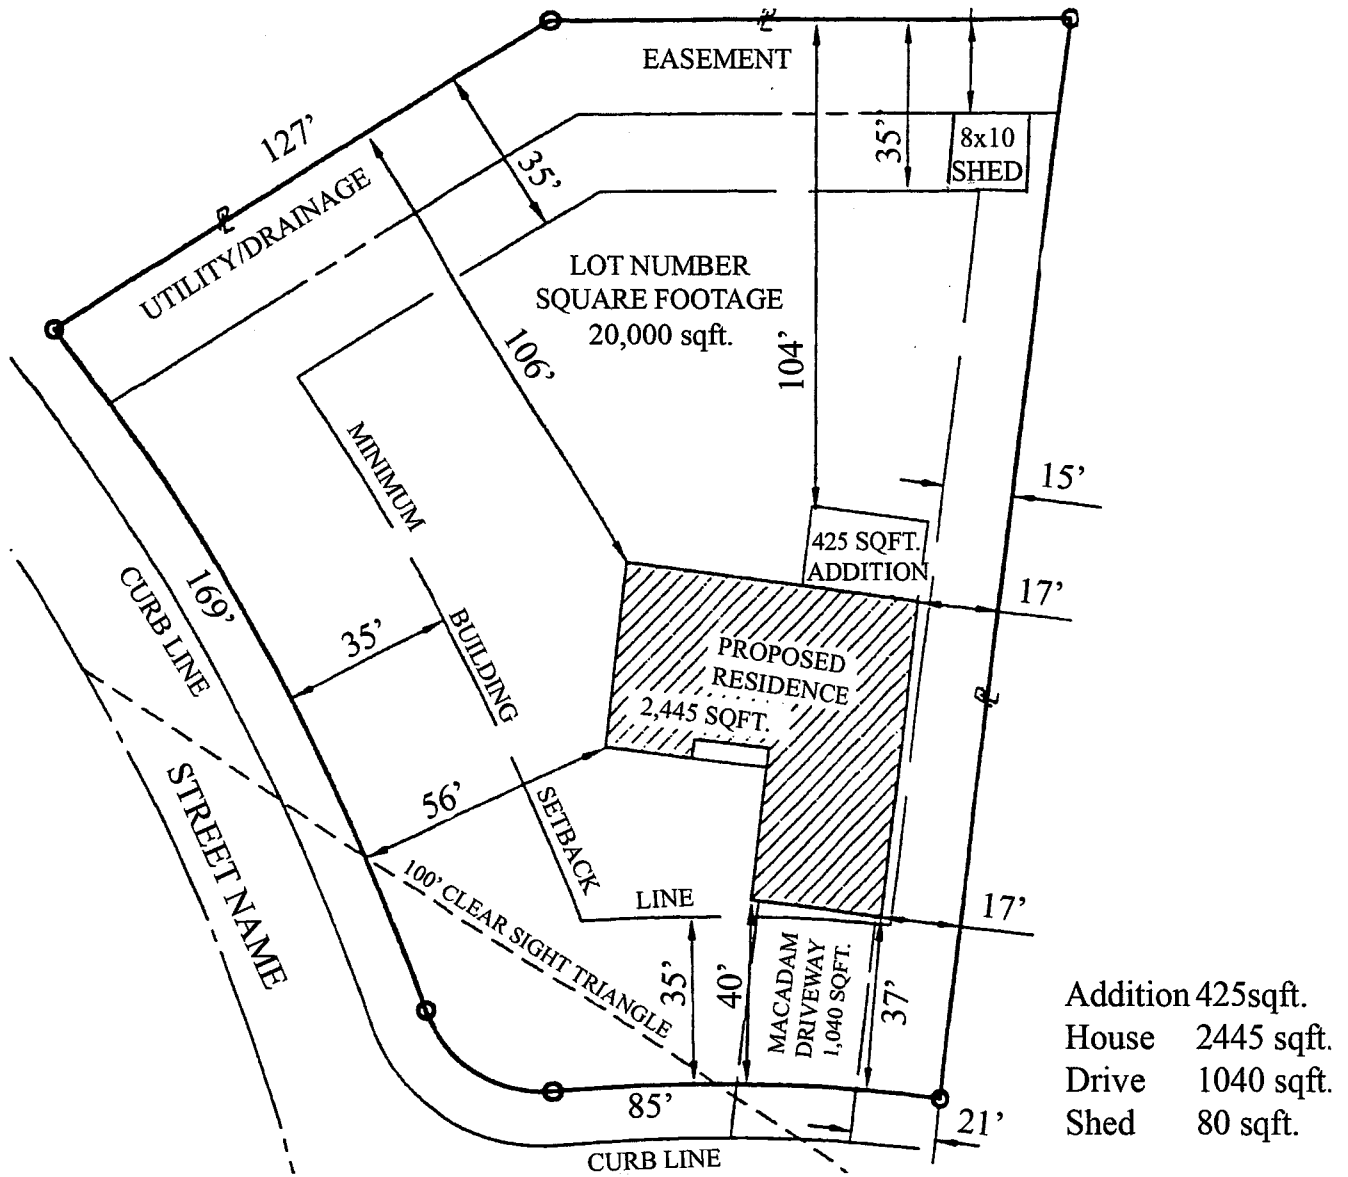 EASEMENT
127'
35'
35'
8x10
SHED
UTILITY/DRAINAGE
LOT NUMBER
SQUARE FOOTAGE
20,000 sqft.
106'
104'
MINIMUM
15'
425 SQFT.
ADDITION
17'
CURB LINE
169'
35'
BUILDING
PROPOSED
RESIDENCE
2,445 SQFT.
56'
SETBACK
STREET NAME
100' CLEAR SIGHT TRIANGLE
LINE
17'
35'
40'
MACADAM
DRIVEWAY
1,040 SQFT.
37'
85'
21'
CURB LINE
Addition 425sqft.
House 2445 sqft.
Drive 1040 sqft.
Shed 80 sqft.